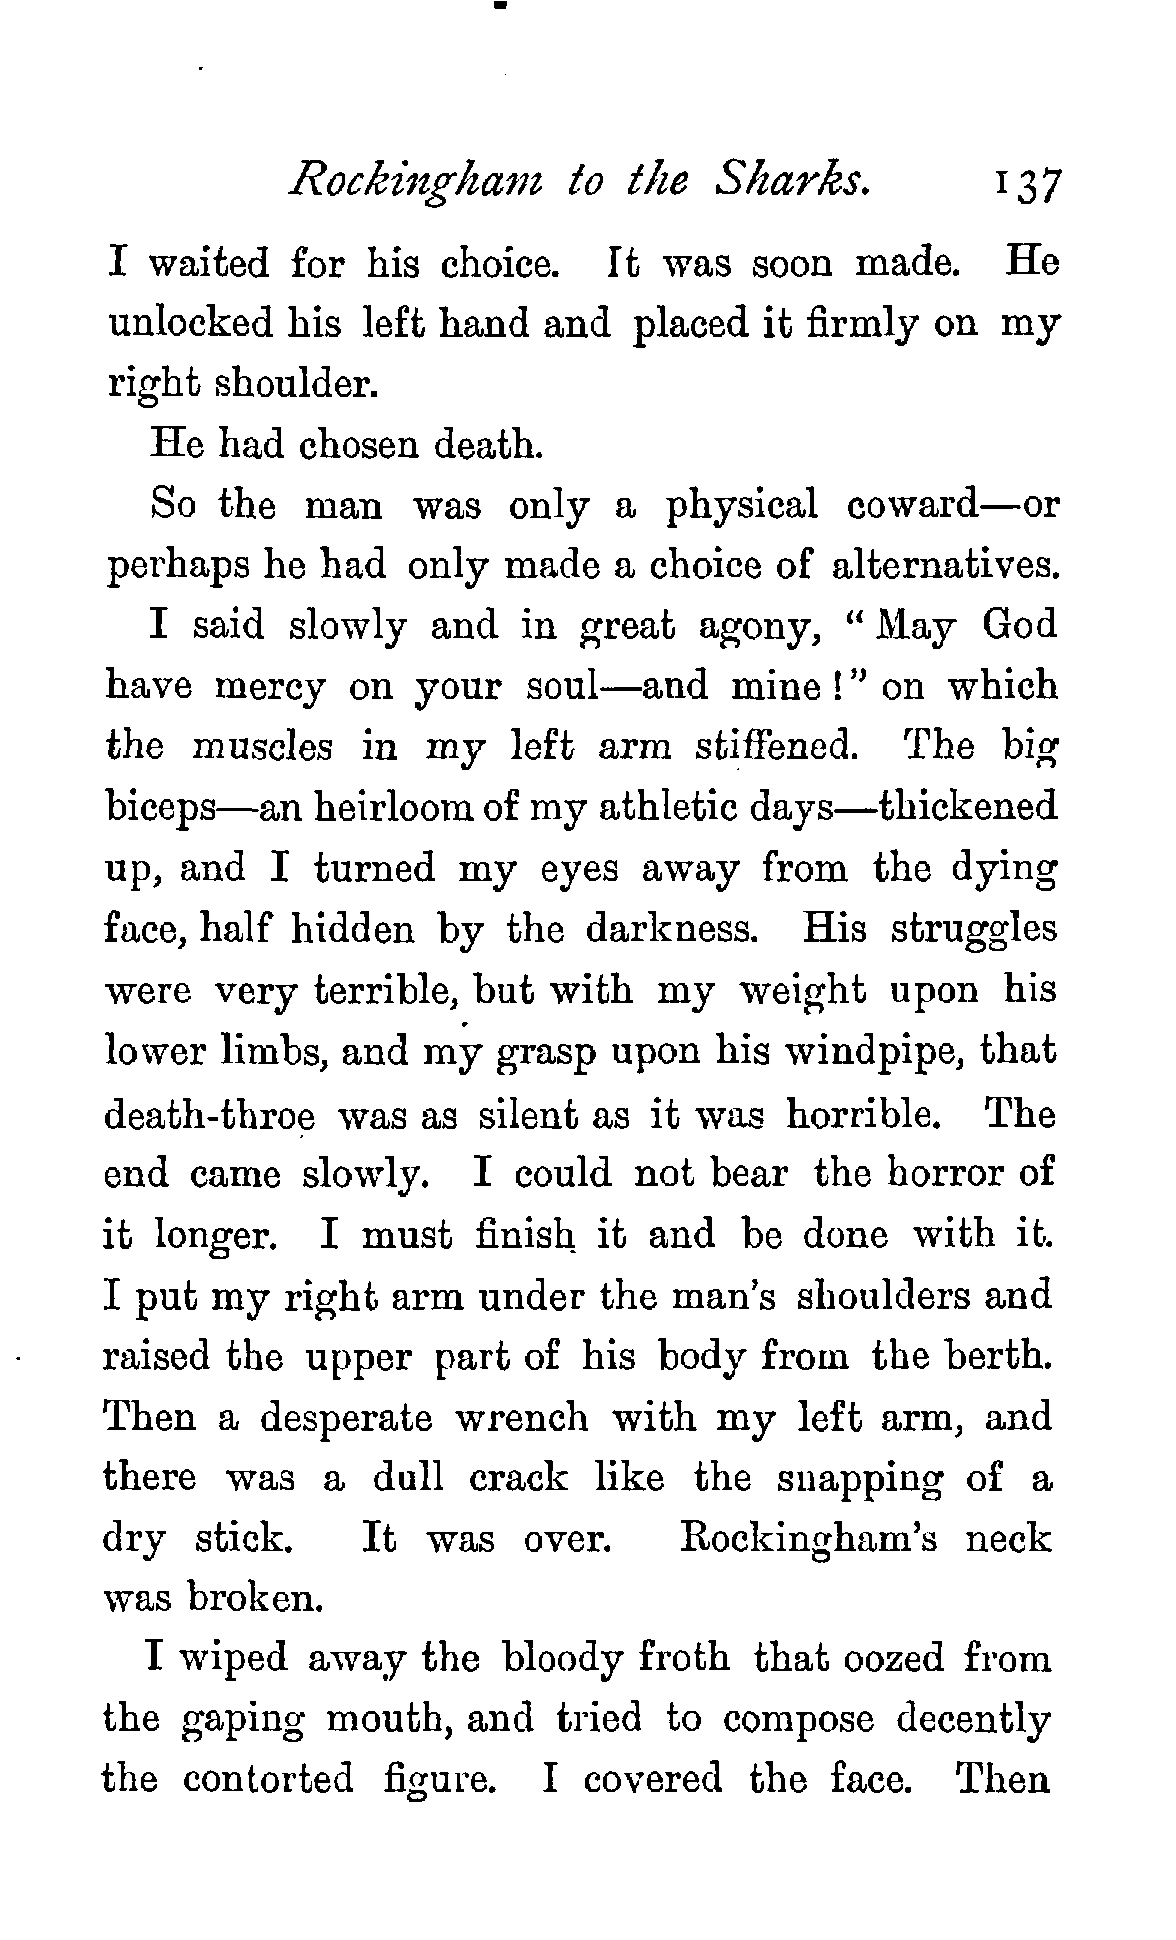 Rockingham to the Sharks. 137
I waited for his choice. It was soon made. He
unlocked his left hand and placed it firmly on my
right shoulder.
He had chosen death.
So the man was only a physical coward—or
perhaps he had only made a choice of alternatives.
I said slowly and in great agony, “ May God
have mercy on your soul—and mine !” on which
the muscles in my left arm stiffened. The big
biceps—an heirloom of my athletic days—thickened
up, and I turned my eyes away from the dying
face, half hidden by the darkness. His struggles
were very terrible, but with my weight upon his
lower limbs, and my grasp upon his windpipe, that
death-throe was as silent as it was horrible. The
end came slowly. I could not bear the horror of
it longer. I must finish it and be done with it.
I put my right arm under the man's shoulders and
raised the upper part of his body from the berth.
Then a desperate wrench with my left arm, and
there was a dull crack like the snapping of a
dry stick. It was over. Rockingham's neck
was broken.
I wiped away the bloody froth that oozed from
the gaping mouth, and tried to compose decently
the contorted figure. I covered the face. Then